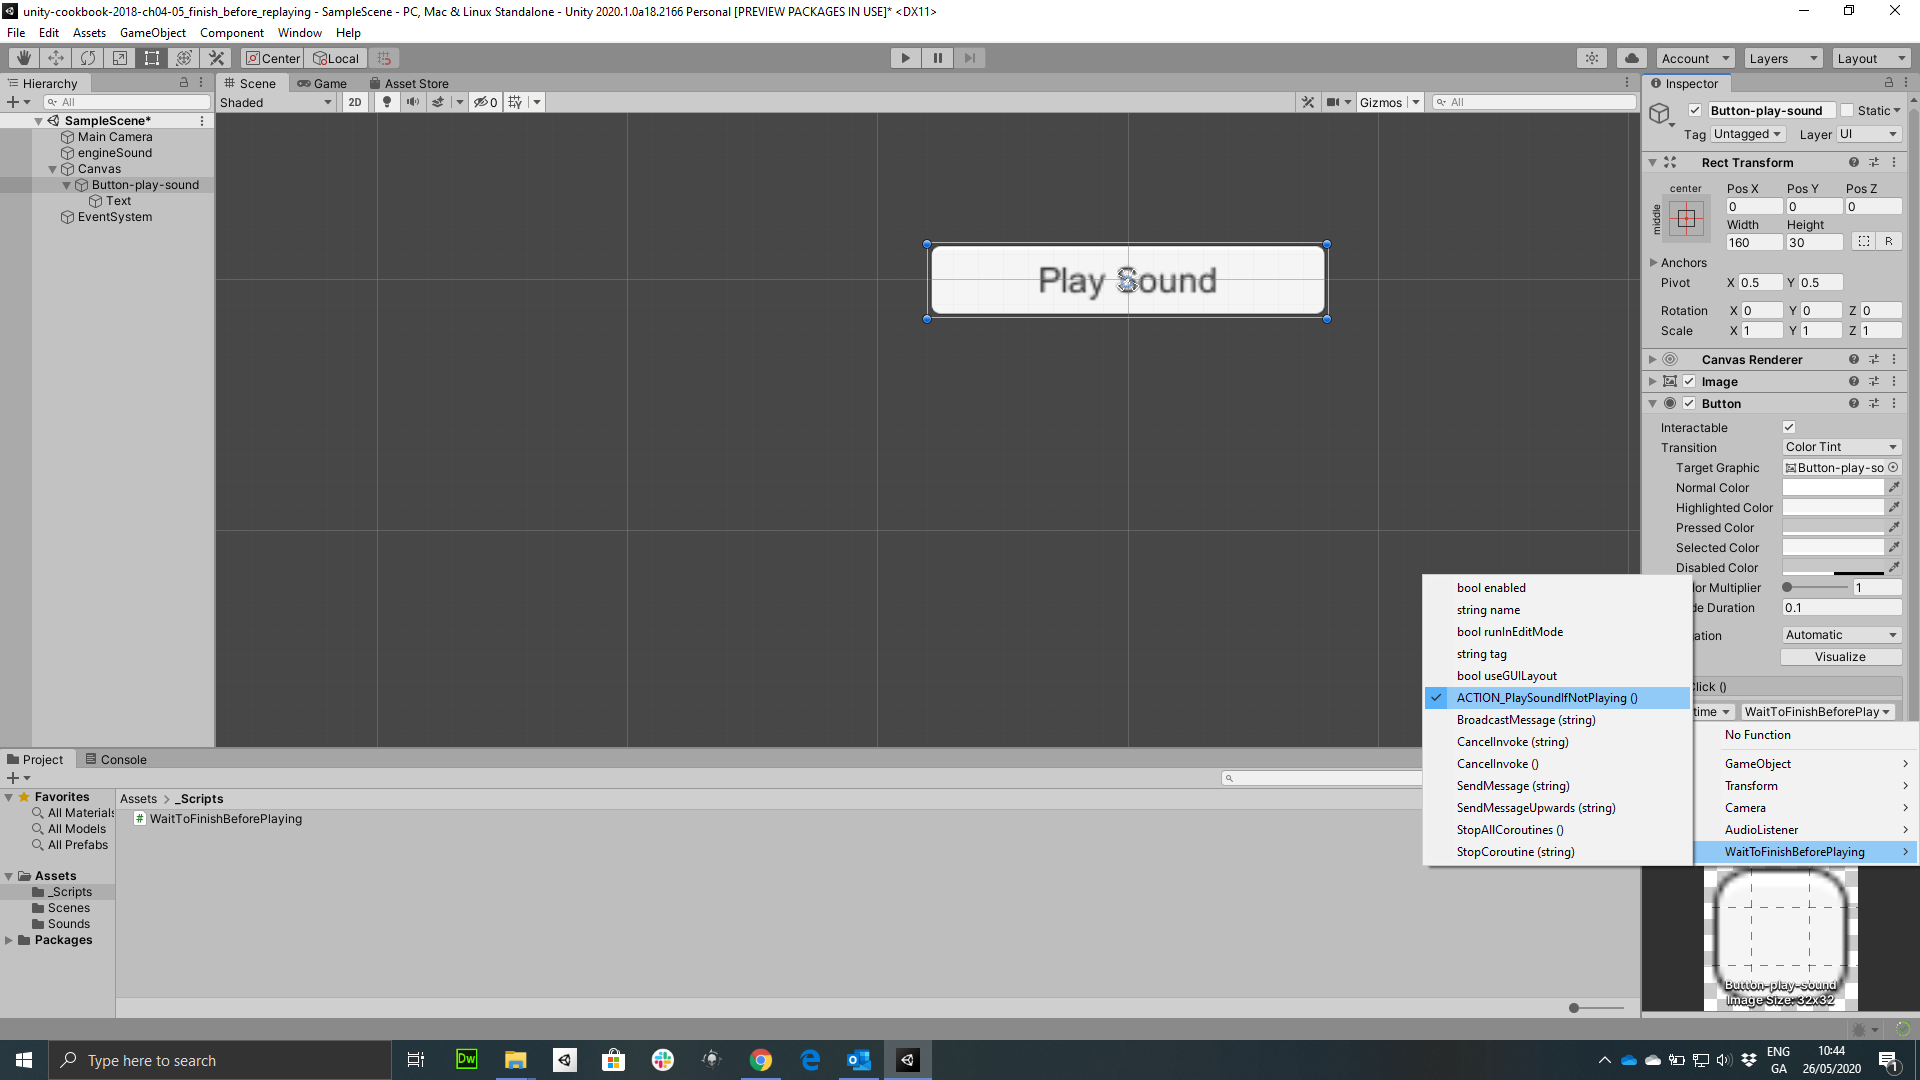 unity-cookbook-2018-ch04-05_finish_before_replaying - SampleScene - PC, Mac & Linux Standalone - Unity 2020.1.0a18.2166 Personal [PREVIEW PACKAGES IN USE]* <DX11>
File Edit Assets GameObject Component Window Help
Center Local
Account Layers Layout
Hierarchy
All
SampleScene*
Main Camera
engineSound
Canvas
Button-play-sound
Text
EventSystem
Scene Game Asset Store
Shaded 2D 0 Gizmos All
Play Sound
Inspector
Button-play-sound Static
Tag Untagged Layer UI
Rect Transform
center Pos X Pos Y Pos Z
middle 0 0 0
Width Height
160 30 R
Anchors
Pivot X 0.5 Y 0.5
Rotation X 0 Y 0 Z 0
Scale X 1 Y 1 Z 1
Canvas Renderer
Image
Button
Interactable
Transition Color Tint
Target Graphic Button-play-so
Normal Color
Highlighted Color
Pressed Color
Selected Color
Disabled Color
or Multiplier 1
de Duration 0.1
ation Automatic
Visualize
lick ()
time WaitToFinishBeforePlay
bool enabled
string name
bool runInEditMode
string tag
bool useGUILayout
ACTION_PlaySoundIfNotPlaying ()
BroadcastMessage (string)
CancelInvoke (string)
CancelInvoke ()
SendMessage (string)
SendMessageUpwards (string)
StopAllCoroutines ()
StopCoroutine (string)
No Function
GameObject
Transform
Camera
AudioListener
WaitToFinishBeforePlaying
Button-play-sound
Image Size: 32x32
Project Console
Favorites
All Materials
All Models
All Prefabs
Assets
_Scripts
Scenes
Sounds
Packages
Assets > _Scripts
WaitToFinishBeforePlaying
Type here to search
Dw
ENG
GA
10:44
26/05/2020
1